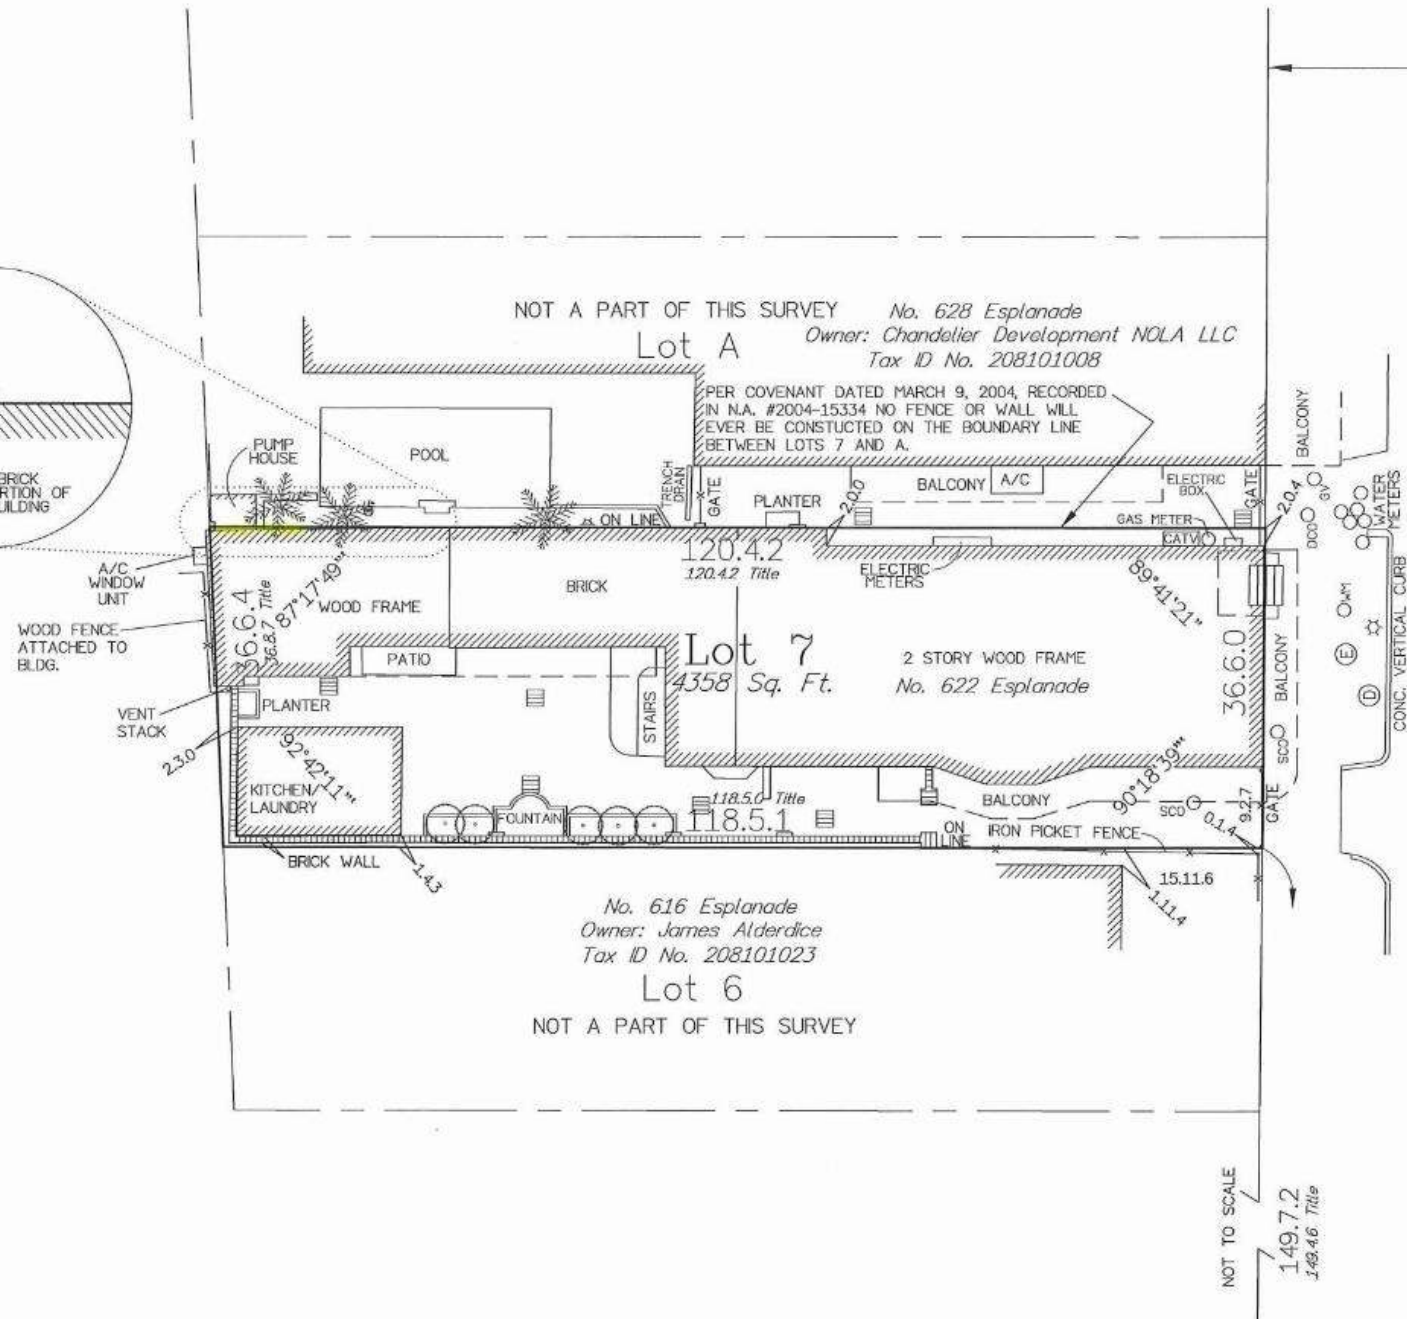 NOT A PART OF THIS SURVEY
No. 628 Esplanade
Lot A
Owner: Chandelier Development NOLA LLC
Tax ID No. 208101008
PER COVENANT DATED MARCH 9, 2004, RECORDED
IN N.A. #2004-15334 NO FENCE OR WALL WILL
EVER BE CONSTUCTED ON THE BOUNDARY LINE
BETWEEN LOTS 7 AND A.
BALCONY
PUMP
HOUSE
POOL
BRICK
RTION OF
UILDING
FRENCH
DRAIN
GATE
PLANTER
BALCONY
A/C
ELECTRIC
BOX
GATE
GV
WATER
METERS
2.0.0
2.0.4
ON LINE
GAS METER
CATV
DCO
120.4.2
120.4.2 Title
ELECTRIC
METERS
A/C
WINDOW
UNIT
87°17'49"
89°41'21"
36.6.4
36.8.7 Title
WOOD FRAME
BRICK
WM
CONC. VERTICAL CURB
WOOD FENCE
ATTACHED TO
BLDG.
PATIO
Lot 7
4358 Sq. Ft.
2 STORY WOOD FRAME
No. 622 Esplanade
36.6.0
BALCONY
E
D
STAIRS
VENT
STACK
PLANTER
2.3.0
92°42'11"
SCO
KITCHEN/
LAUNDRY
FOUNTAIN
118.5.0 Title
118.5.1
BALCONY
90°18'39"
SCO
9.2.7
GATE
0.1.4
ON
LINE
IRON PICKET FENCE
BRICK WALL
1.4.3
15.11.6
1.11.4
No. 616 Esplanade
Owner: James Alderdice
Tax ID No. 208101023
Lot 6
NOT A PART OF THIS SURVEY
NOT TO SCALE
149.7.2
149.4.6 Title